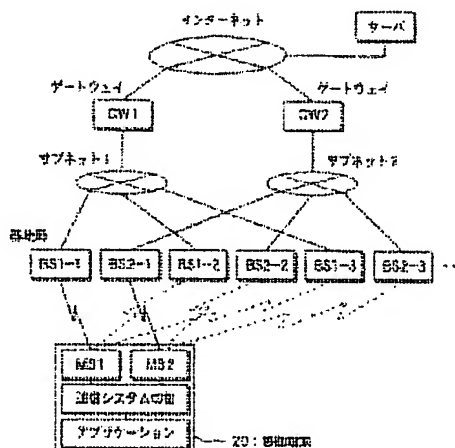 インターネット
サーバ
ゲートウェイ
ゲートウェイ
GW1
GW2
サブネット1
サブネット2
基地局
BS1-1
BS2-1
BS1-2
BS2-2
BS1-3
BS2-3
MS1
MS2
通信システム切替
アプリケーション
20:移動端末